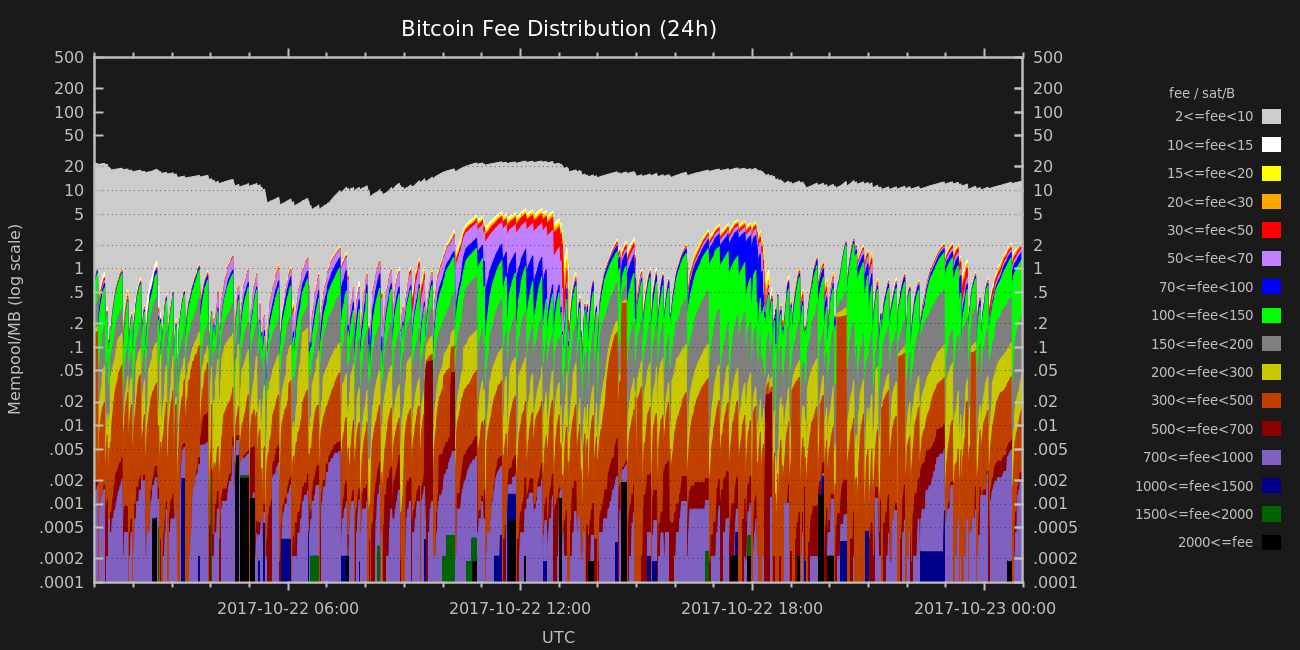 Bitcoin Fee Distribution (24h)
500 500
200 200
100 100
50 50
20 20
10 10
5 5
2 2
1 1
.5 .5
.2 .2
.1 .1
.05 .05
.02 .02
.01 .01
.005 .005
.002 .002
.001 .001
.0005 .0005
.0002 .0002
.0001 .0001
Mempool/MB (log scale)
2017-10-22 06:00 2017-10-22 12:00 2017-10-22 18:00 2017-10-23 00:00
UTC
fee / sat/B
2<=fee<10
10<=fee<15
15<=fee<20
20<=fee<30
30<=fee<50
50<=fee<70
70<=fee<100
100<=fee<150
150<=fee<200
200<=fee<300
300<=fee<500
500<=fee<700
700<=fee<1000
1000<=fee<1500
1500<=fee<2000
2000<=fee